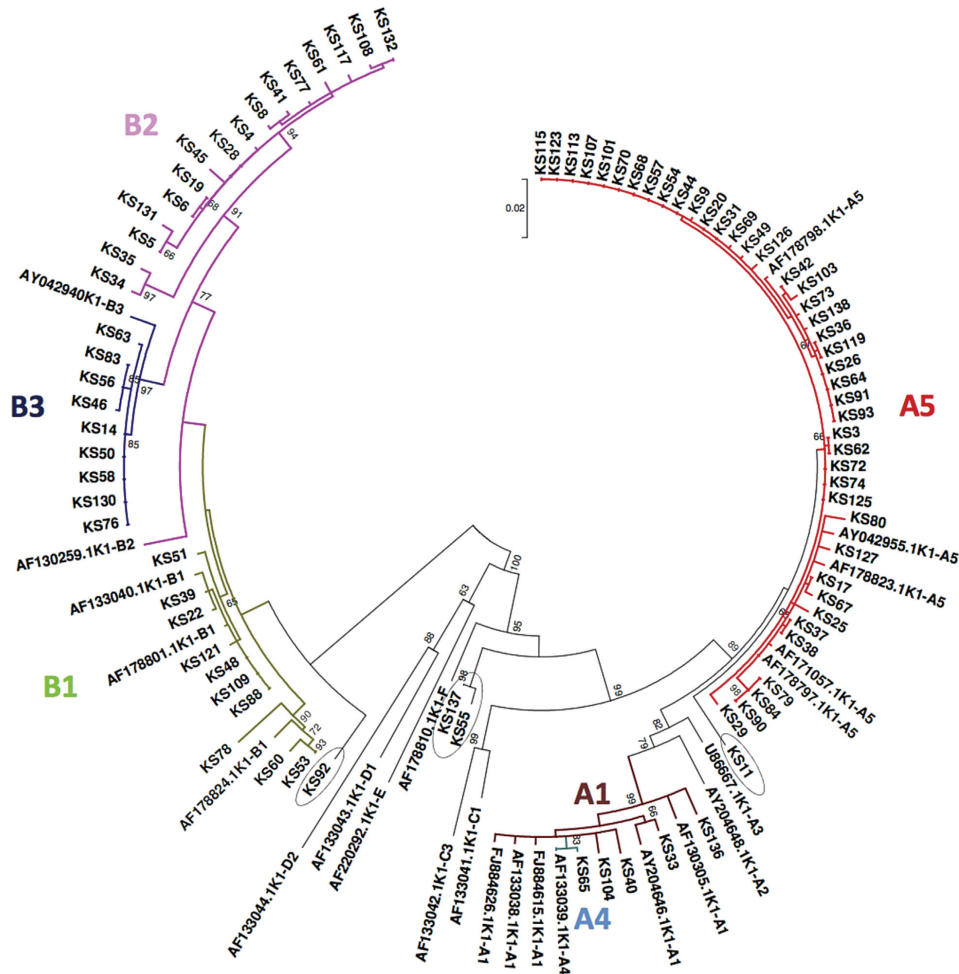 KS132
KS108
KS117
KS61
KS77
KS41
KS8
KS4
KS28
KS45
KS19
KS6
KS131
KS5
KS35
KS34
AY042940K1-B3
KS63
KS83
KS56
KS46
KS14
KS50
KS58
KS130
KS76
AF130259.1K1-B2
KS51
AF133040.1K1-B1
KS39
KS22
AF178801.1K1-B1
KS121
KS48
KS109
KS88
KS78
AF178824.1K1-B1
KS60
KS53
KS92
AF133044.1K1-D2
AF133043.1K1-D1
AF220292.1K1-E
AF178810.1K1-F
KS137
KS55
AF133042.1K1-C3
AF133041.1K1-C1
FJ884626.1K1-A1
AF133038.1K1-A1
FJ884615.1K1-A1
AF133039.1K1-A4
KS65
KS104
KS40
AY204646.1K1-A1
KS33
AF130305.1K1-A1
KS136
AY204648.1K1-A2
U86667.1K1-A3
KS11
KS29
KS90
KS84
KS79
AF178797.1K1-A5
AF171057.1K1-A5
KS38
KS37
KS25
KS67
KS17
AF178823.1K1-A5
KS127
AY042955.1K1-A5
KS80
KS125
KS74
KS72
KS62
KS3
KS93
KS91
KS64
KS26
KS119
KS36
KS138
KS73
KS103
KS42
AF178798.1K1-A5
KS126
KS49
KS69
KS31
KS20
KS9
KS44
KS54
KS57
KS68
KS70
KS101
KS107
KS113
KS123
KS115
0.02
B2
B3
B1
A5
A1
A4
94
91
68
66
97
77
97
85
65
90
72
93
100
63
95
88
98
99
99
89
82
79
99
66
83
98
66